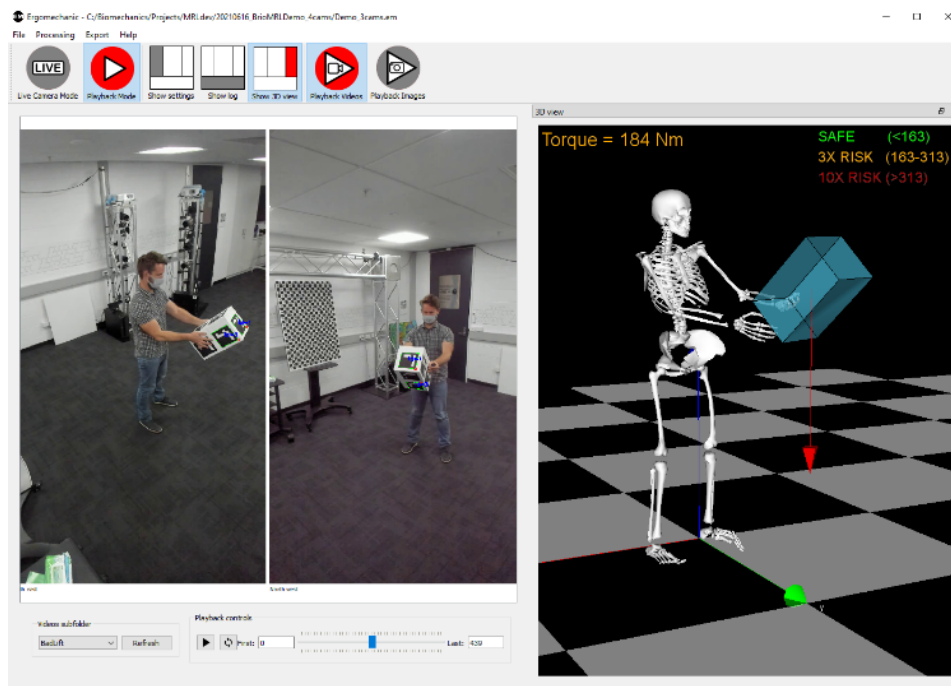 Ergomechanic - C:/Biomechanics/Projects/MRLdev/20210616_BrioMRLDemo_4cams/Demo_3cams.em
File Processing Export Help
LIVE
Live Camera Mode Playback Mode Show settings Show log Show 3D view Playback Videos Playback Images
3D view
Torque = 184 Nm
SAFE (<163)
3X RISK (163-313)
10X RISK (>313)
y
Videos subfolder
Refresh
Playback controls
First: 0
Last: 439